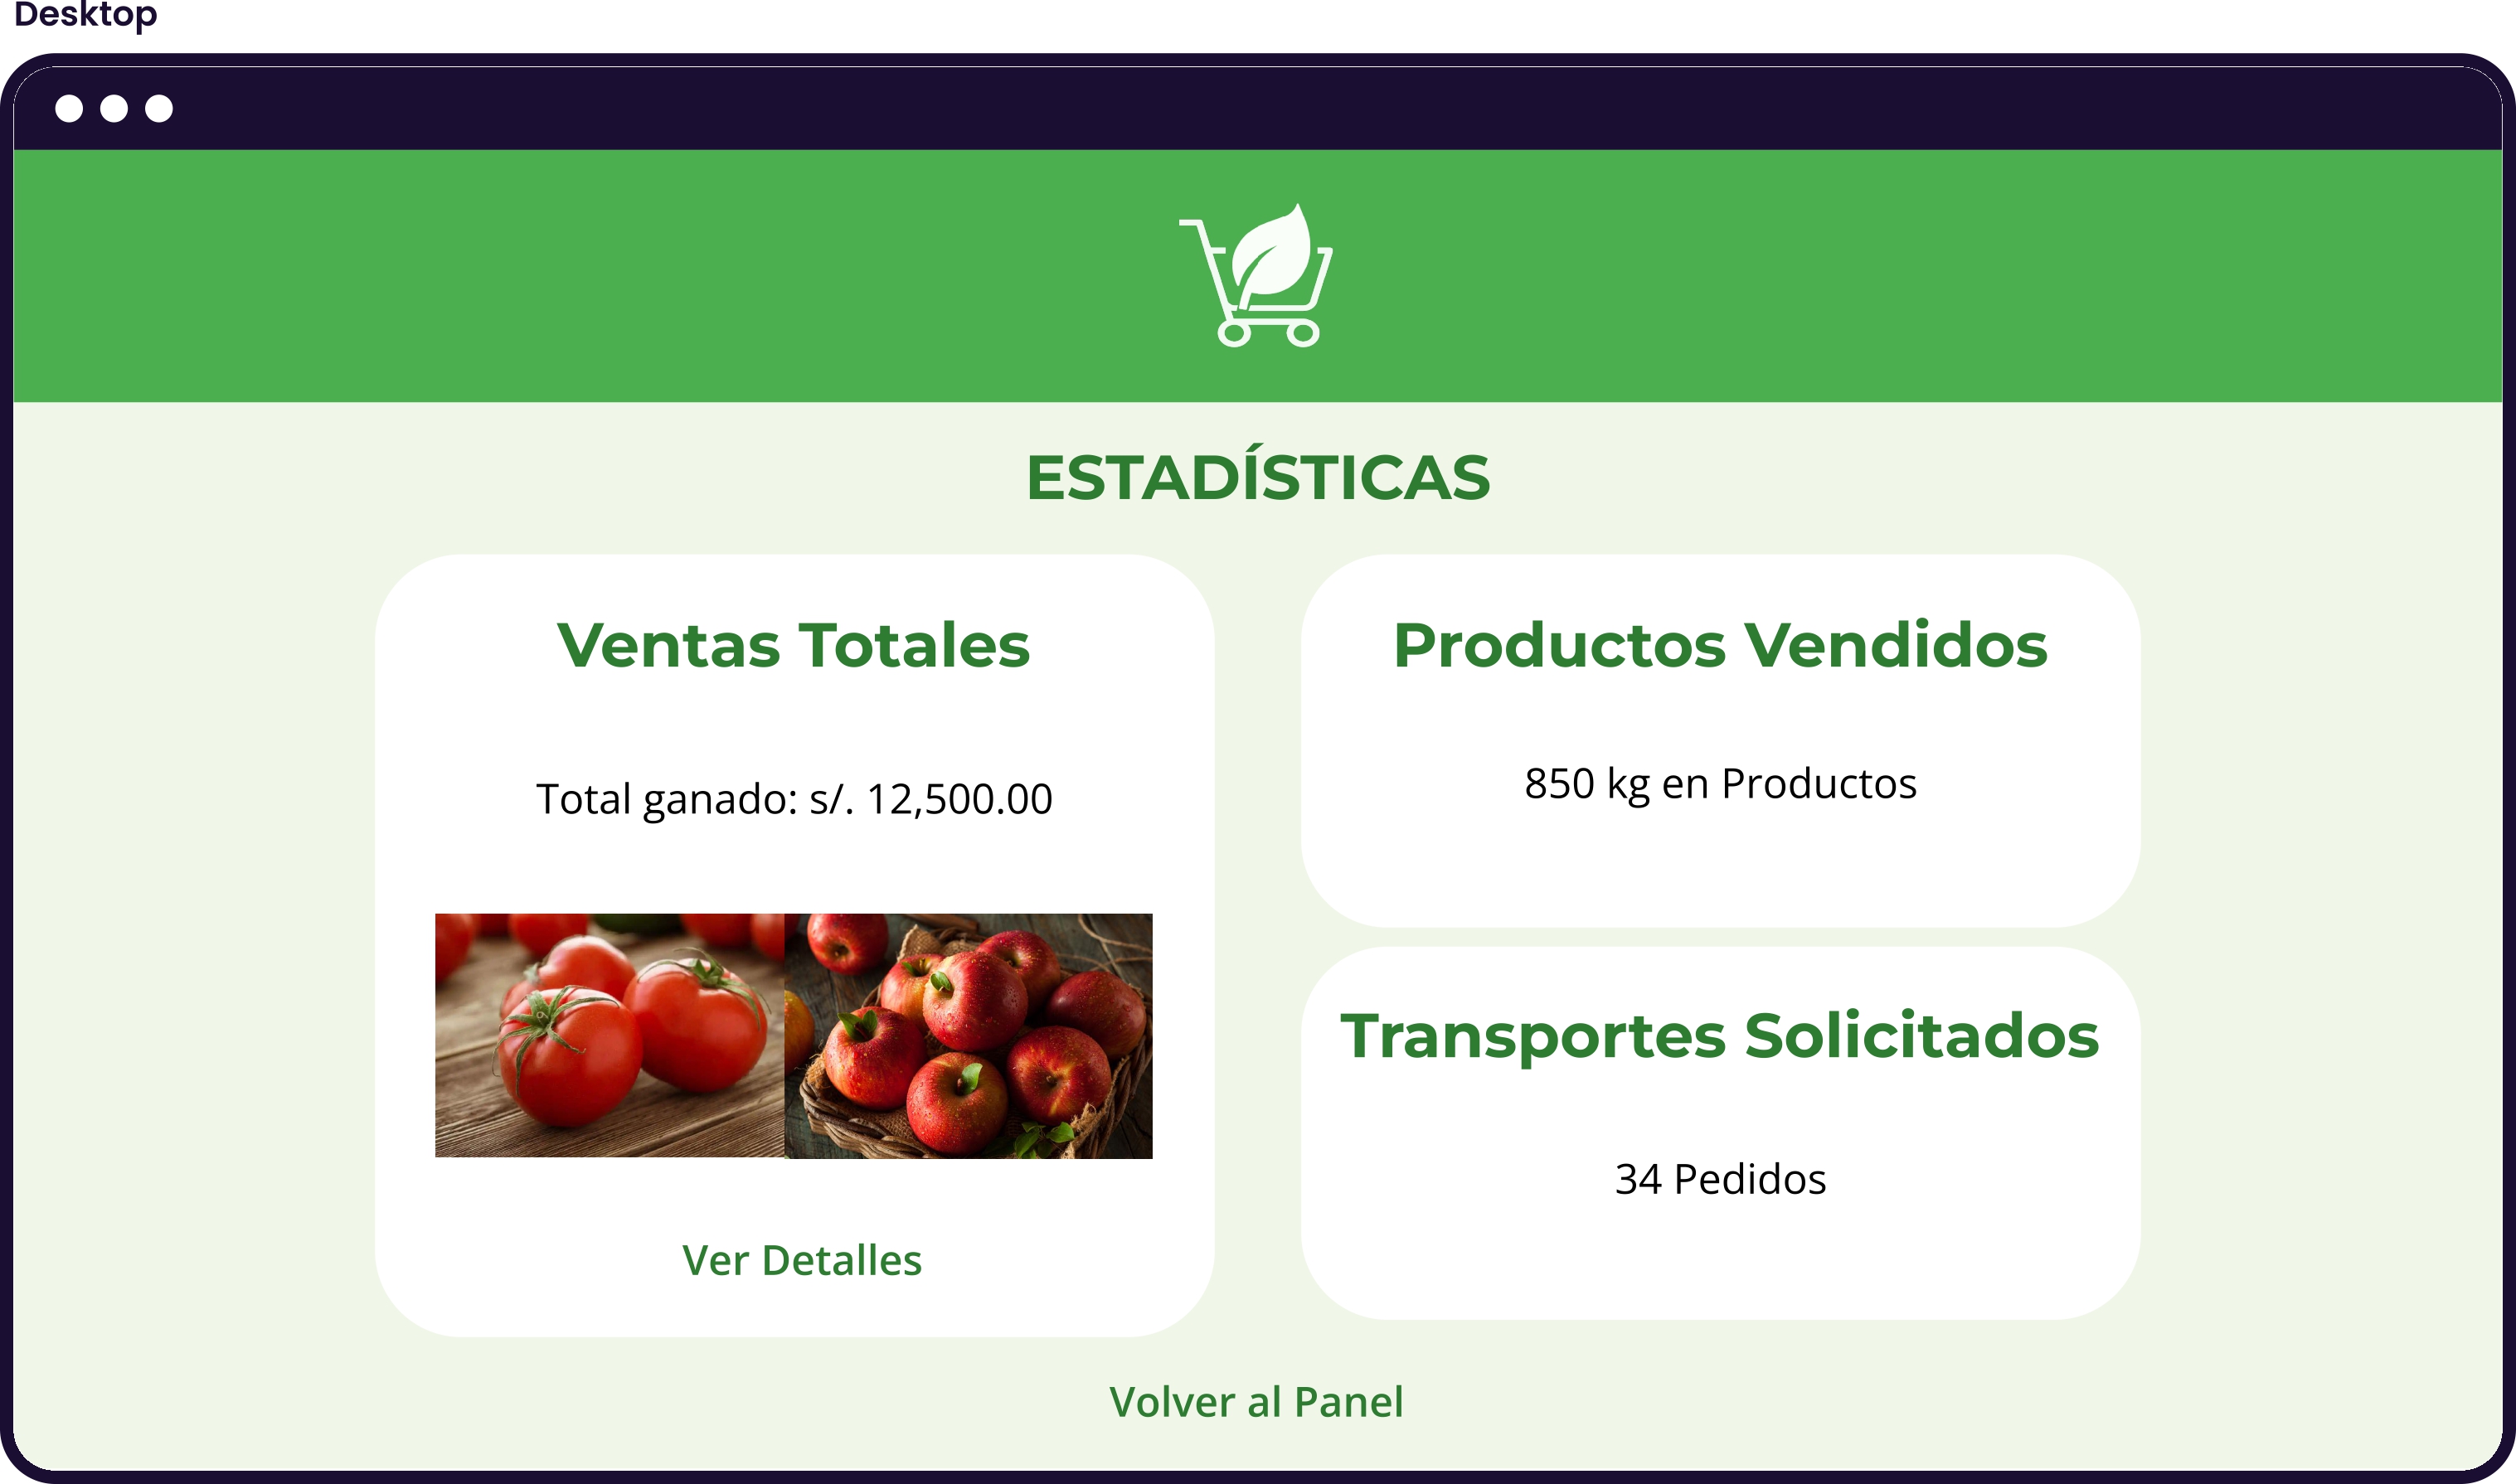 Desktop
ESTADÍSTICAS
Ventas Totales
Total ganado: s/. 12,500.00
Ver Detalles
Productos Vendidos
850 kg en Productos
Transportes Solicitados
34 Pedidos
Volver al Panel